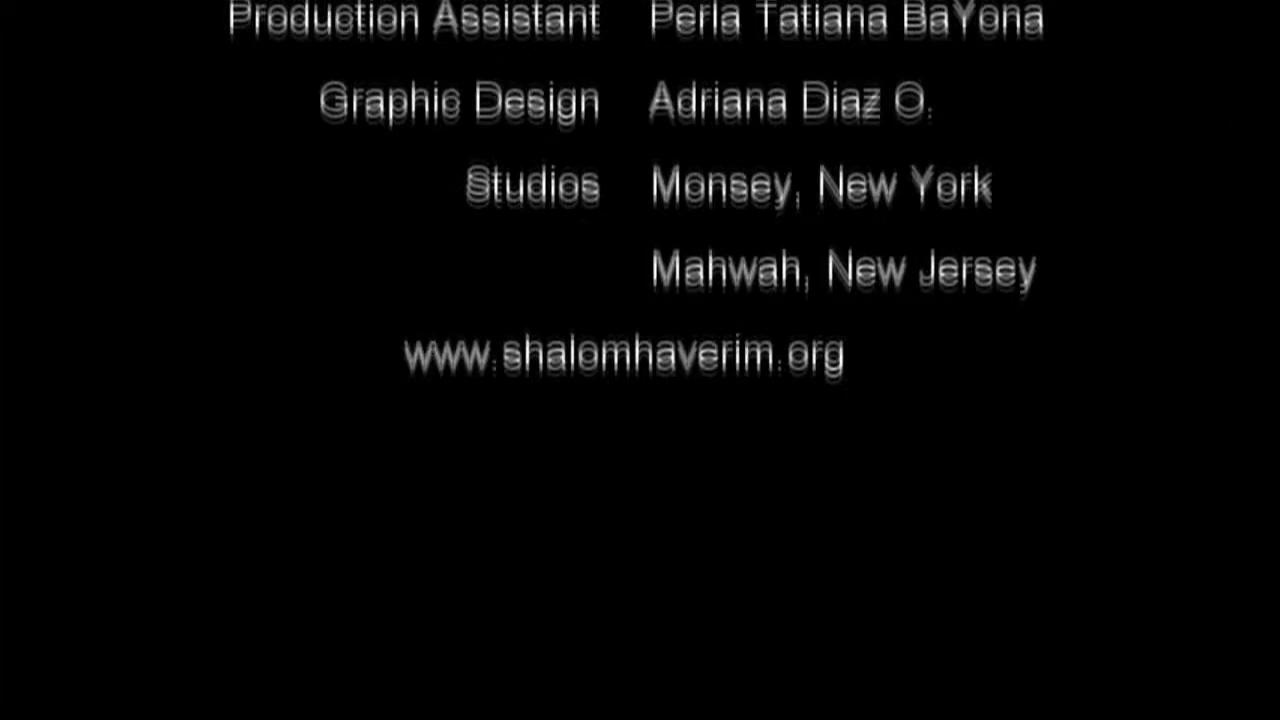 Production Assistant Perla Tatiana BaYona
Graphic Design Adriana Diaz O.
Studios Monsey, New York
Mahwah, New Jersey
www.shalomhaverim.org